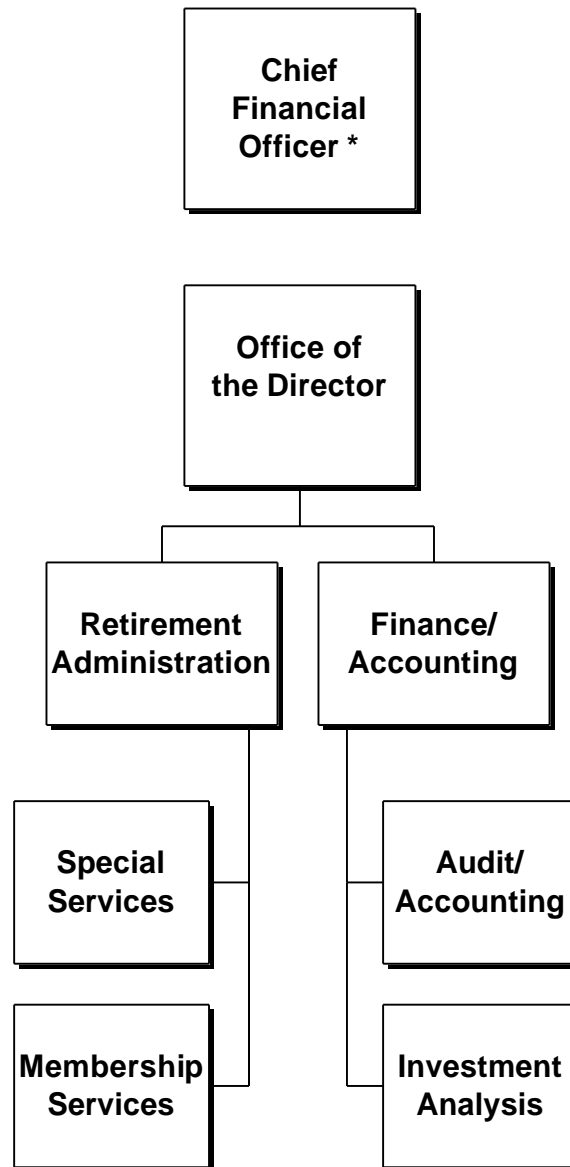 Chief
Financial
Officer *
Office of
the Director
Retirement
Administration
Finance/
Accounting
Special
Services
Audit/
Accounting
Membership
Services
Investment
Analysis